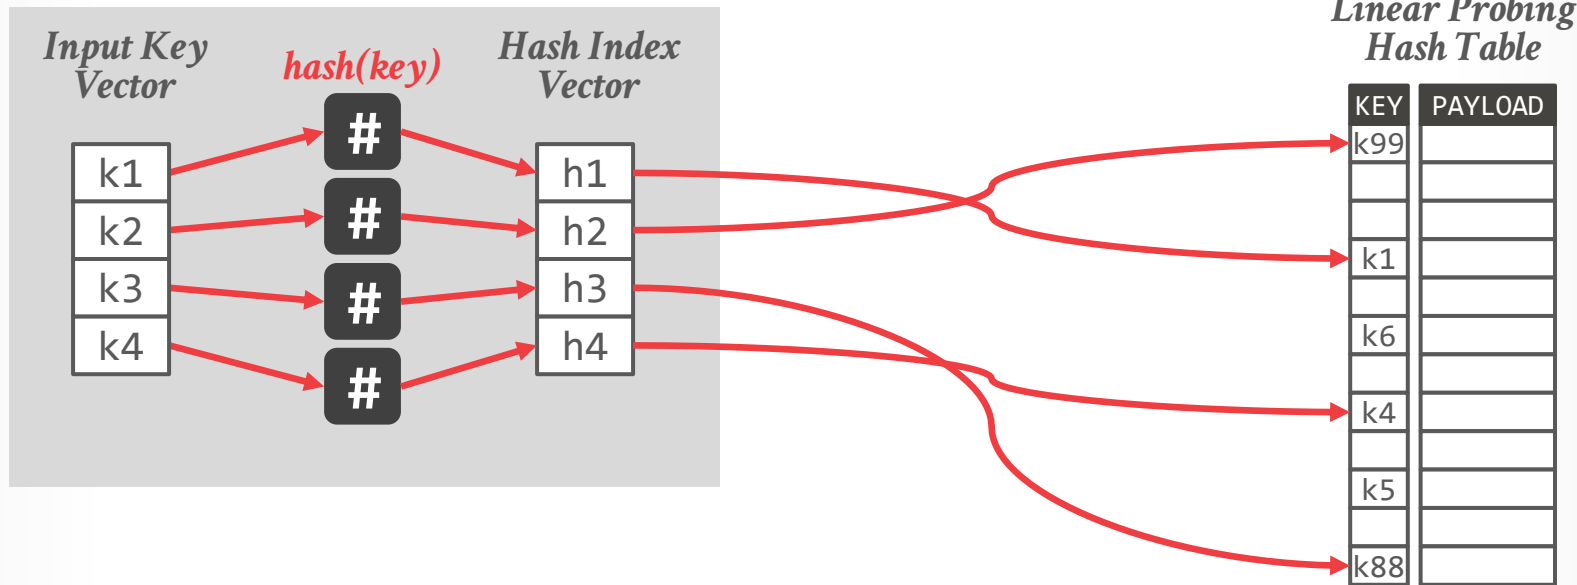 Input Key
Vector
hash(key)
Hash Index
Vector
Linear Probing
Hash Table
k1
k2
k3
k4
#
#
#
#
h1
h2
h3
h4
KEY PAYLOAD
k99
k1
k6
k4
k5
k88